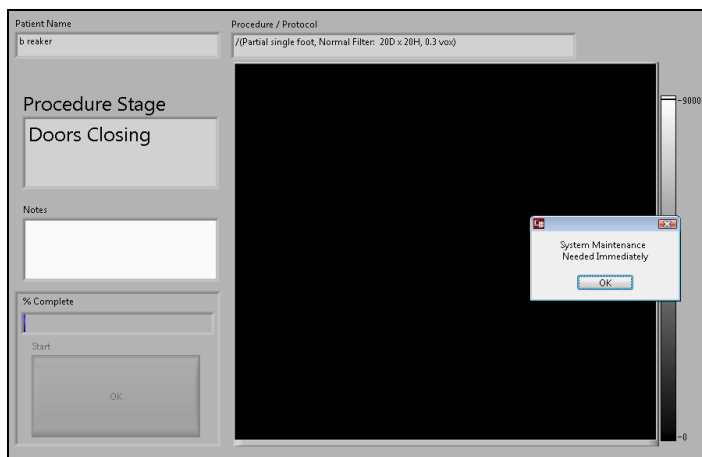 Patient Name
b reaker
Procedure / Protocol
/(Partial single foot, Normal Filter: 20D x 20H, 0.3 vox)
Procedure Stage
Doors Closing
Notes
% Complete
Start
OK
System Maintenance
Needed Immediately
OK
-9000
-0